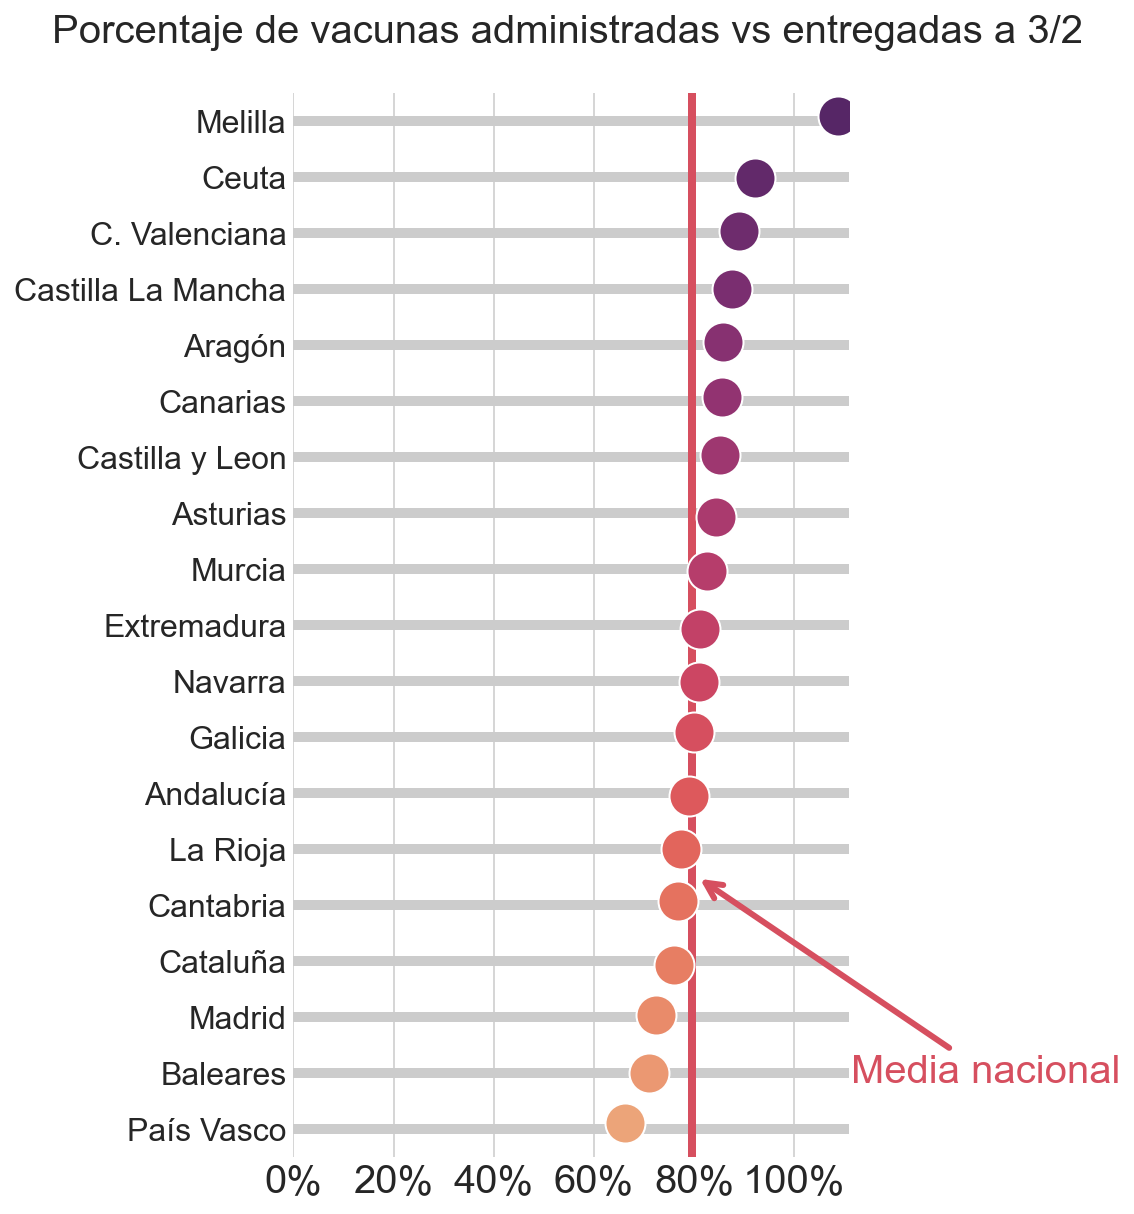 Porcentaje de vacunas administradas vs entregadas a 3/2
Melilla
Ceuta
C. Valenciana
Castilla La Mancha
Aragón
Canarias
Castilla y Leon
Asturias
Murcia
Extremadura
Navarra
Galicia
Andalucía
La Rioja
Cantabria
Cataluña
Madrid
Baleares
Media nacional
País Vasco
0% 20% 40% 60% 80% 100%